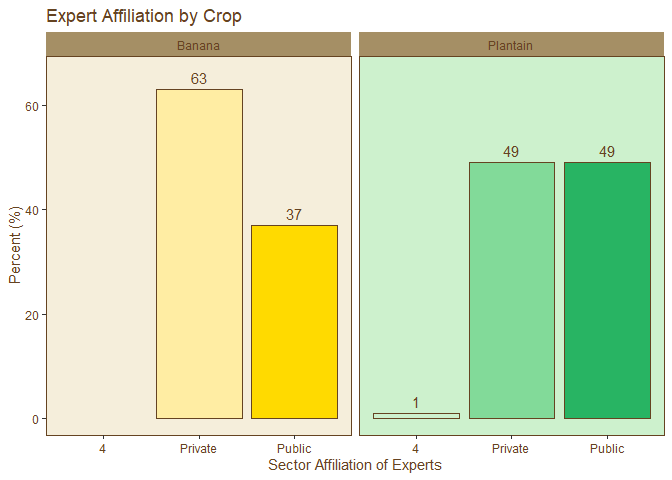 Expert Affiliation by Crop
Banana
Plantain
Percent (%)
60
40
20
0
63
37
1
49
49
4
Private
Public
4
Private
Public
Sector Affiliation of Experts